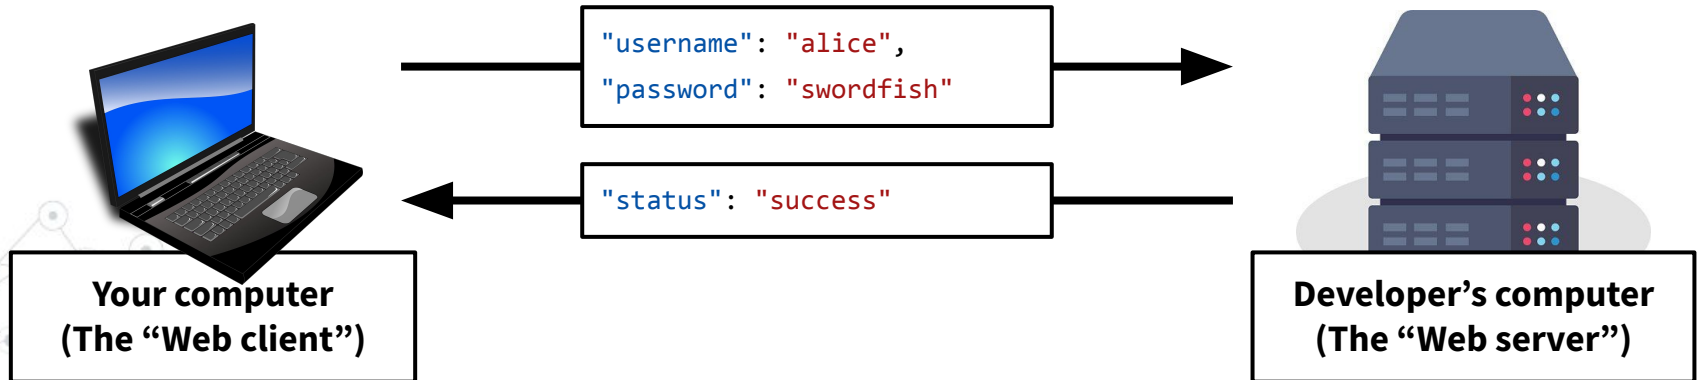 "username": "alice",
"password": "swordfish"
"status": "success"
Your computer
(The “Web client”)
Developer’s computer
(The “Web server”)